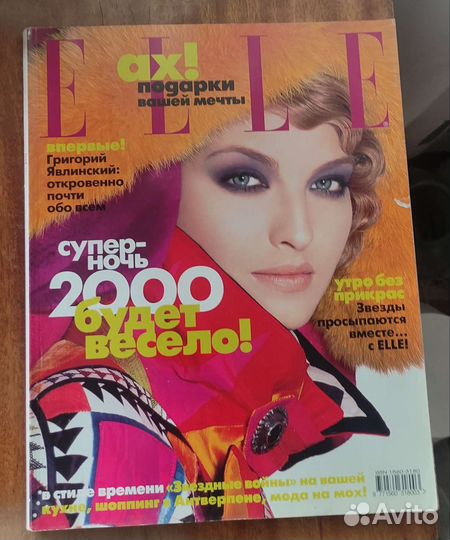 ELLE
ах!
подарки
вашей мечты
впервые!
Григорий
Явлинский:
откровенно
почти
обо всем
супер-
ночь
2000
будет
весело!
утро без
прикрас
Звезды
просыпаются
вместе...
с ELLE!
в стиле времени «Звездные войны» на вашей
кухне, шоппинг в Антверпене, мода на мох!
Avito